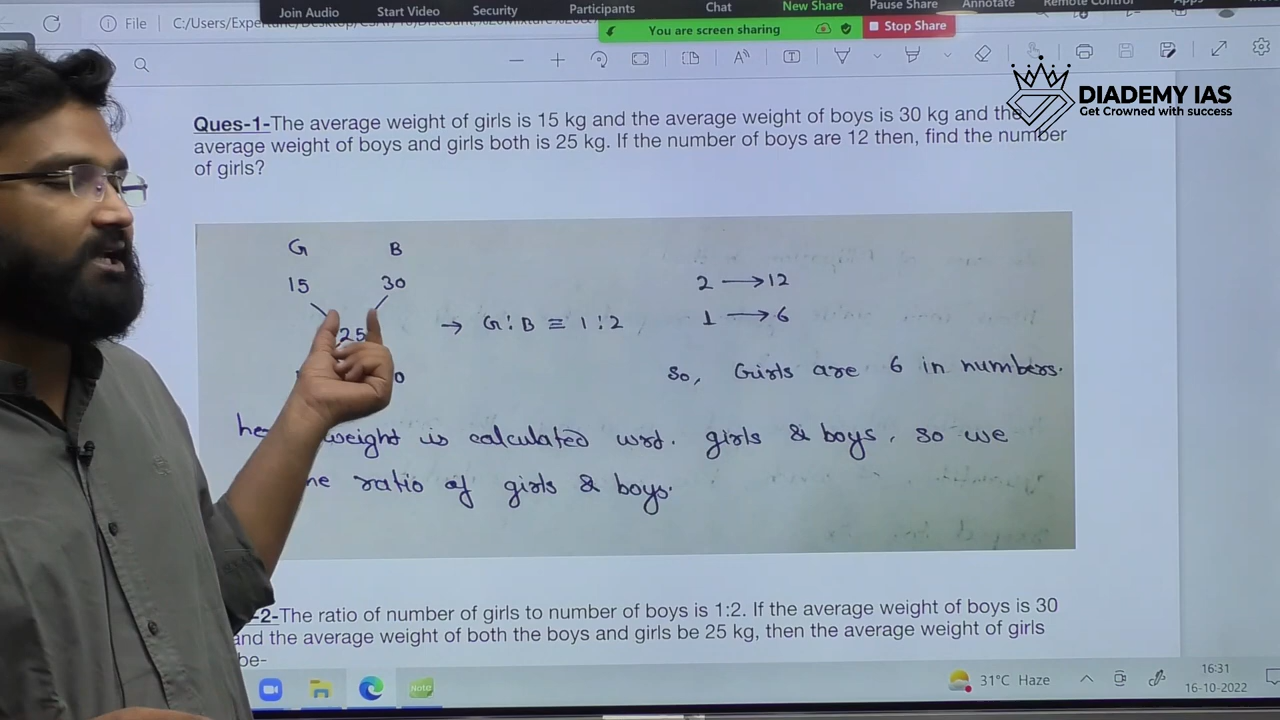 Join Audio Start Video Security Participants Chat New Share Pause Share Annotate Remote Control Apps
File C:/Users/
You are screen sharing Stop Share
DIADEMY IAS
Get Crowned with success
Ques-1-The average weight of girls is 15 kg and the average weight of boys is 30 kg and the
average weight of boys and girls both is 25 kg. If the number of boys are 12 then, find the number
of girls?
G B
15 30 2 → 12
25 → G:B ≡ 1:2 1 → 6
So, Girls are 6 in numbers.
weight is calculated wrt. girls & boys, so we
ratio of girls & boys.
-2-The ratio of number of girls to number of boys is 1:2. If the average weight of boys is 30
and the average weight of both the boys and girls be 25 kg, then the average weight of girls
be-
Note
31°C Haze
16:31
16-10-2022